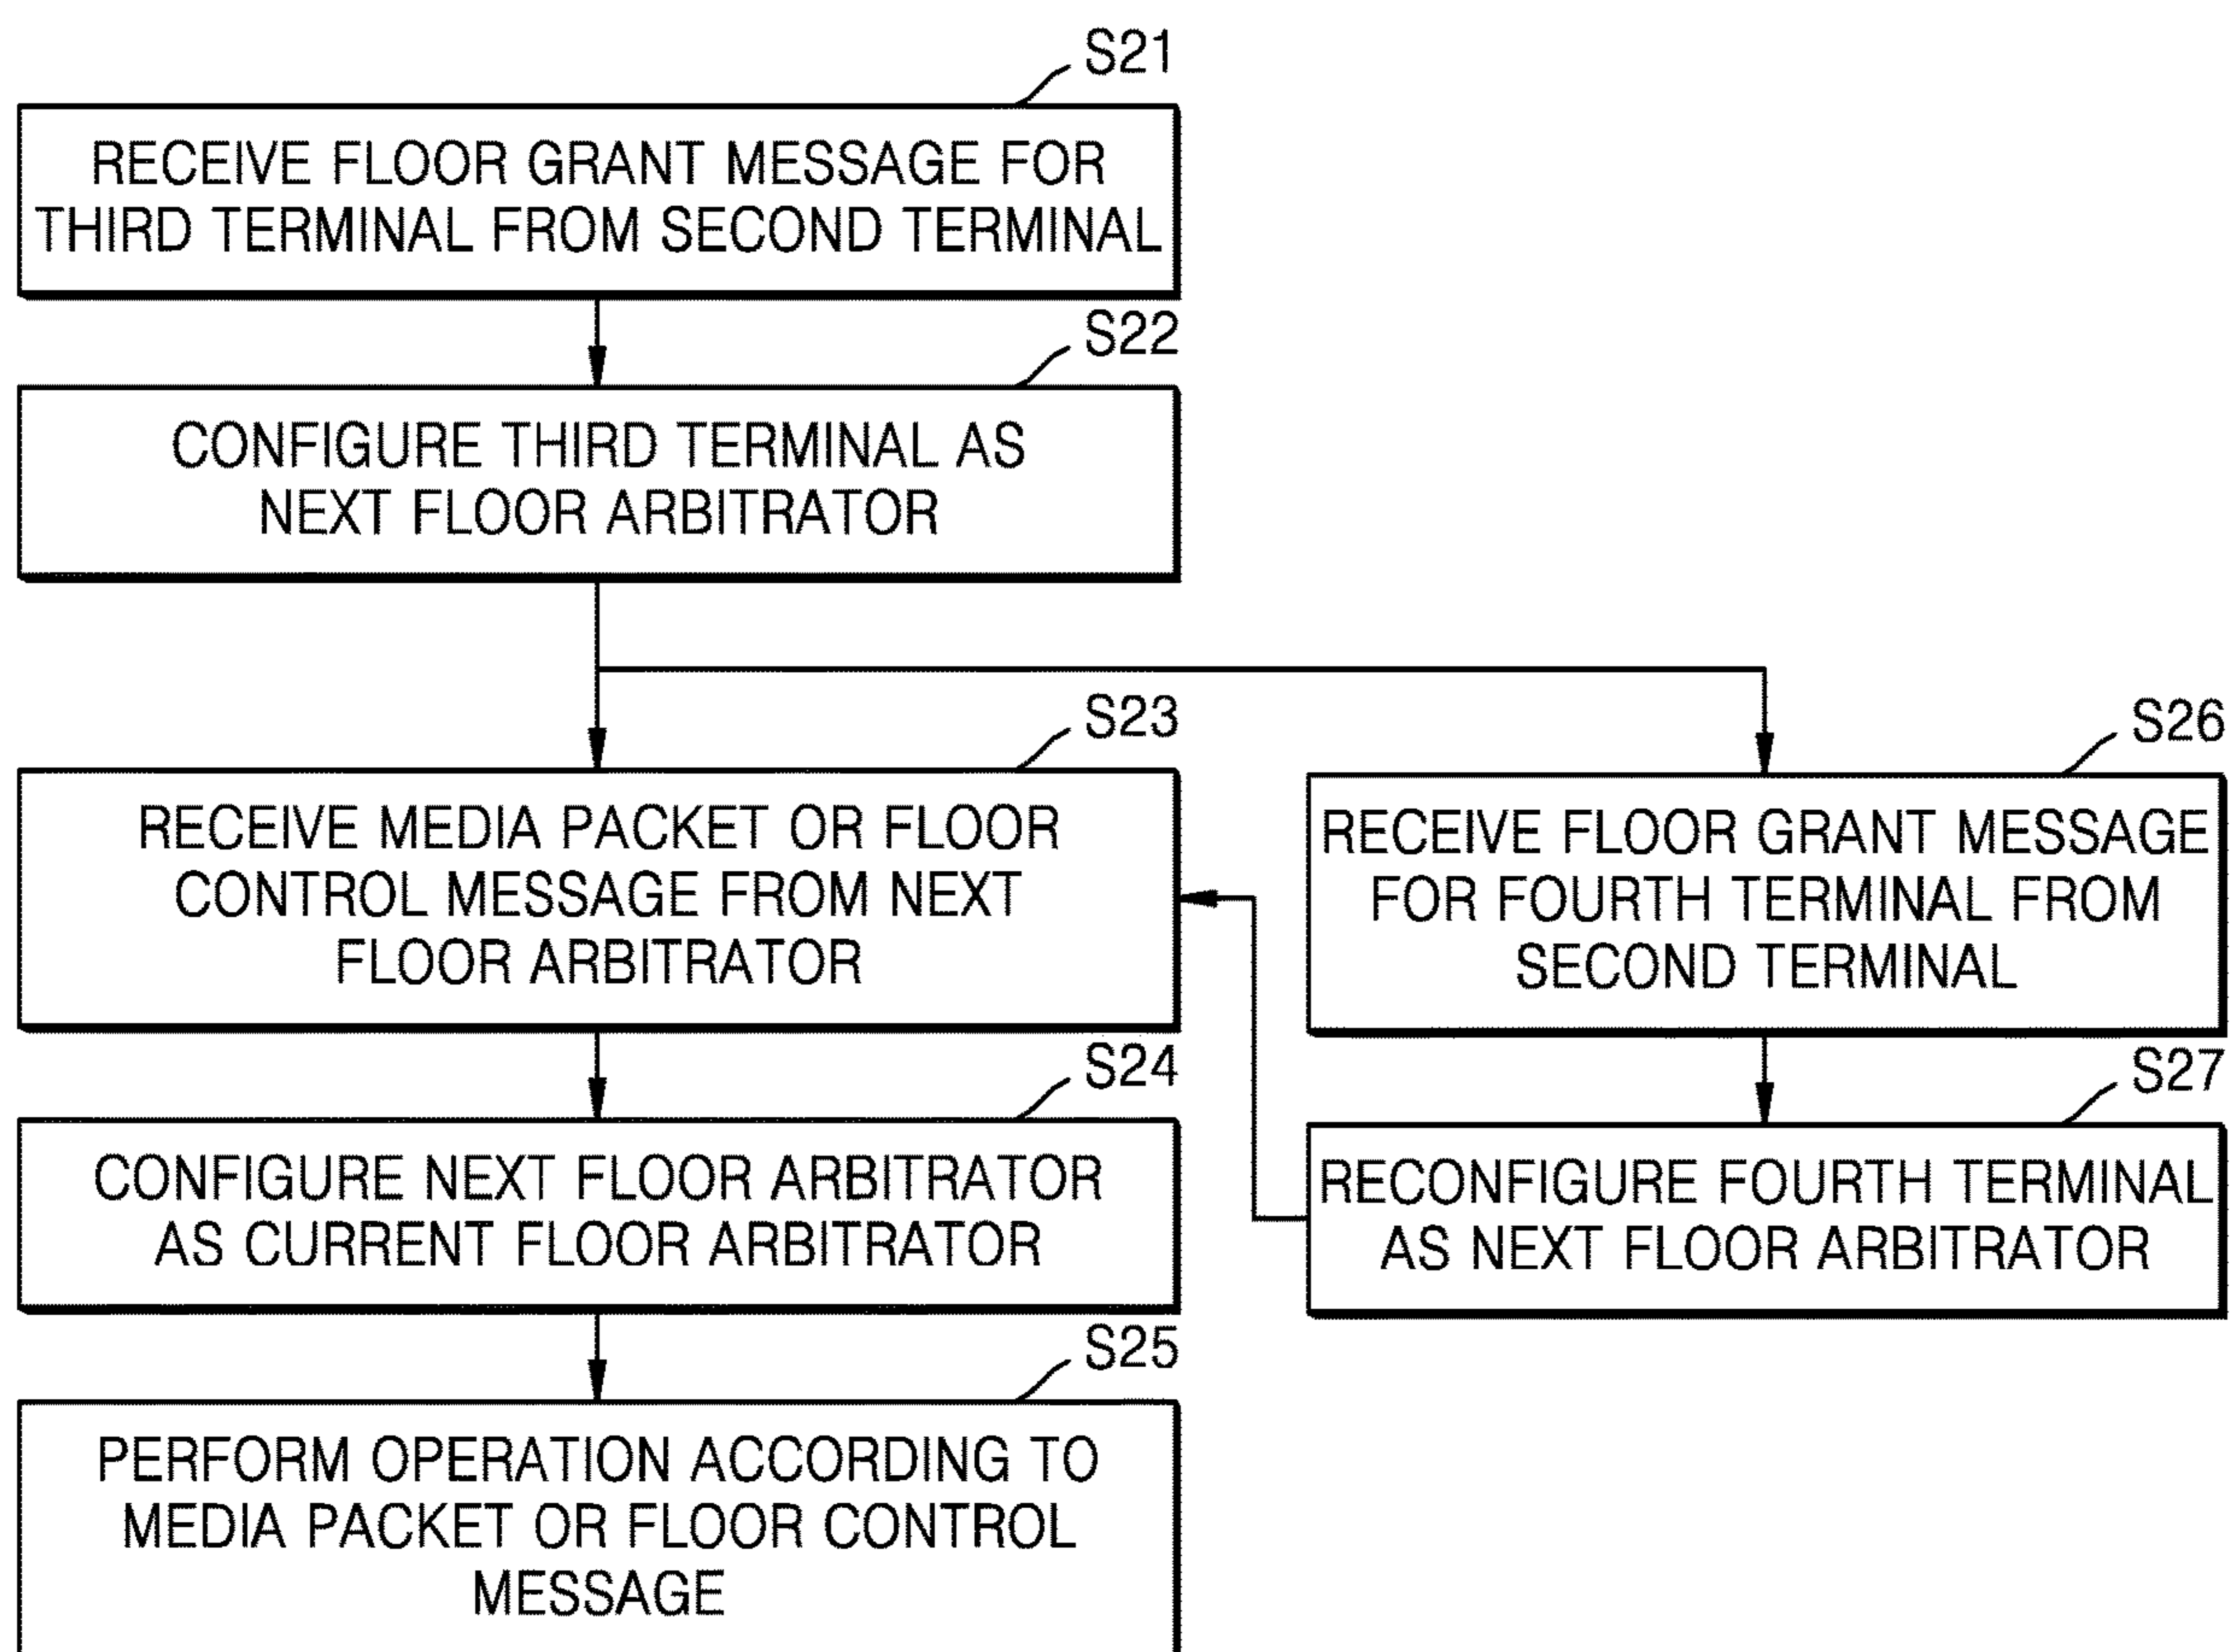 S21
RECEIVE FLOOR GRANT MESSAGE FOR
THIRD TERMINAL FROM SECOND TERMINAL
S22
CONFIGURE THIRD TERMINAL AS
NEXT FLOOR ARBITRATOR
S23
RECEIVE MEDIA PACKET OR FLOOR
CONTROL MESSAGE FROM NEXT
FLOOR ARBITRATOR
S24
CONFIGURE NEXT FLOOR ARBITRATOR
AS CURRENT FLOOR ARBITRATOR
S25
PERFORM OPERATION ACCORDING TO
MEDIA PACKET OR FLOOR CONTROL
MESSAGE
S26
RECEIVE FLOOR GRANT MESSAGE
FOR FOURTH TERMINAL FROM
SECOND TERMINAL
S27
RECONFIGURE FOURTH TERMINAL
AS NEXT FLOOR ARBITRATOR